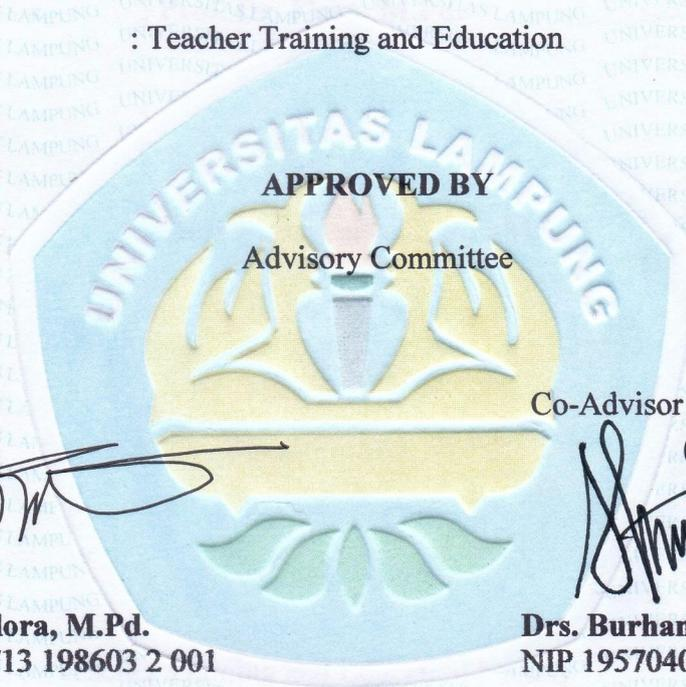 : Teacher Training and Education
UNIVERSITAS LAMPUNG
APPROVED BY
Advisory Committee
Co-Advisor
lora, M.Pd.
13 198603 2 001
Drs. Burhan
NIP 1957040